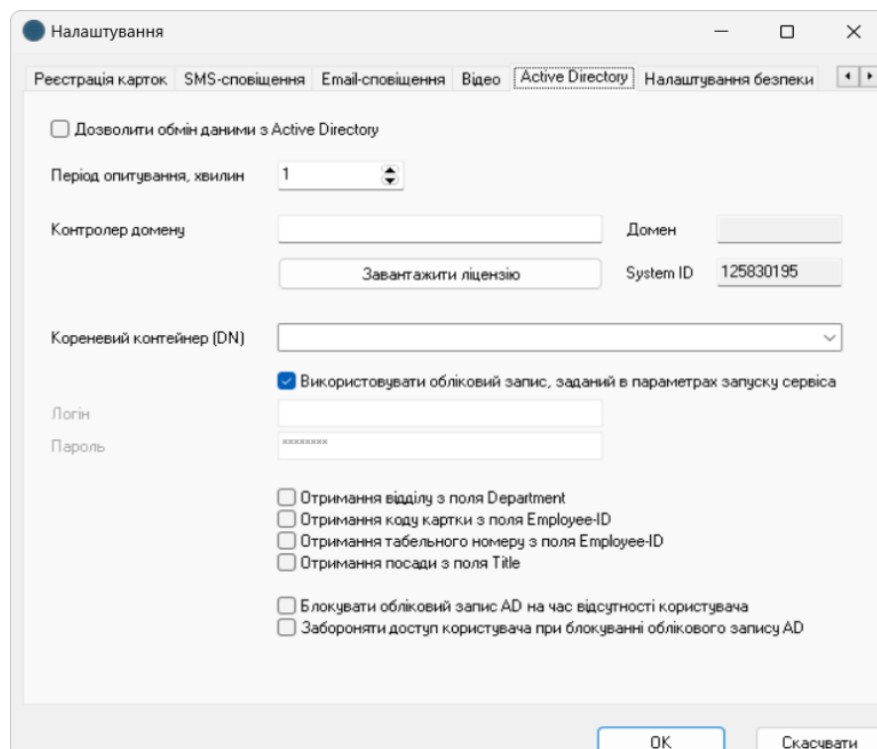 Налаштування
Реєстрація карток SMS-сповіщення Email-сповіщення Відео Active Directory Налаштування безпеки
Дозволити обмін даними з Active Directory
Період опитування, хвилин 1
Контролер домену Домен
Завантажити ліцензію System ID 125830195
Кореневий контейнер (DN)
Використовувати обліковий запис, заданий в параметрах запуску сервіса
Логін
Пароль ********
Отримання відділу з поля Department
Отримання коду картки з поля Employee-ID
Отримання табельного номеру з поля Employee-ID
Отримання посади з поля Title
Блокувати обліковий запис AD на час відсутності користувача
Забороняти доступ користувача при блокуванні облікового запису AD
OK Скасувати